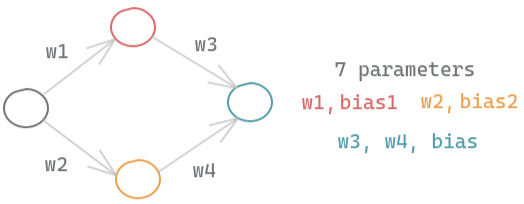 w1
w3
w2
w4
7 parameters
w1, bias1 w2, bias2
w3, w4, bias